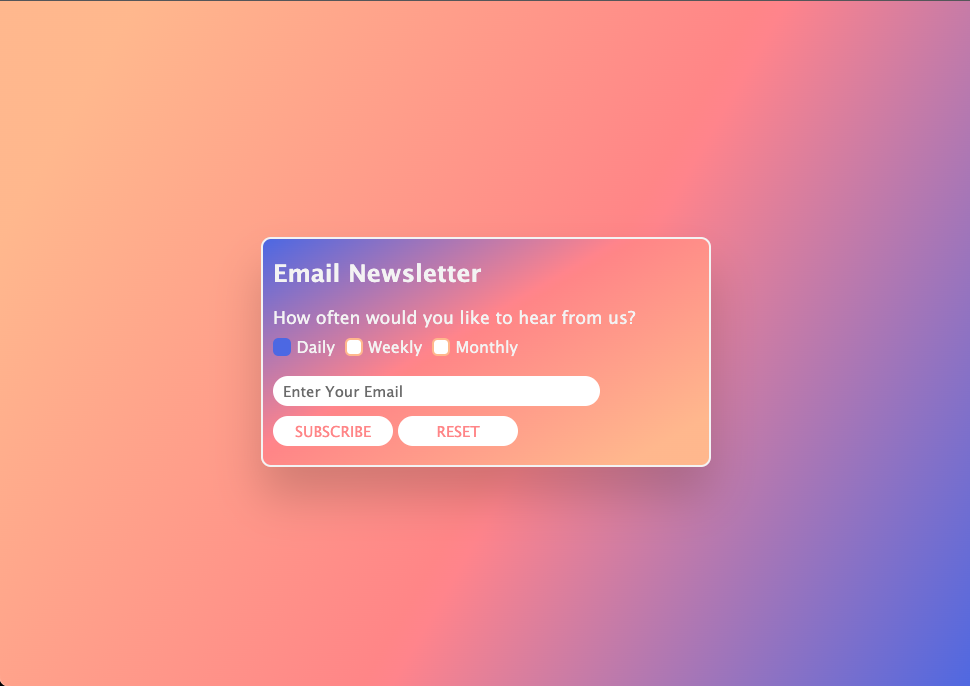 Email Newsletter
How often would you like to hear from us?
Daily Weekly Monthly
Enter Your Email
SUBSCRIBE RESET